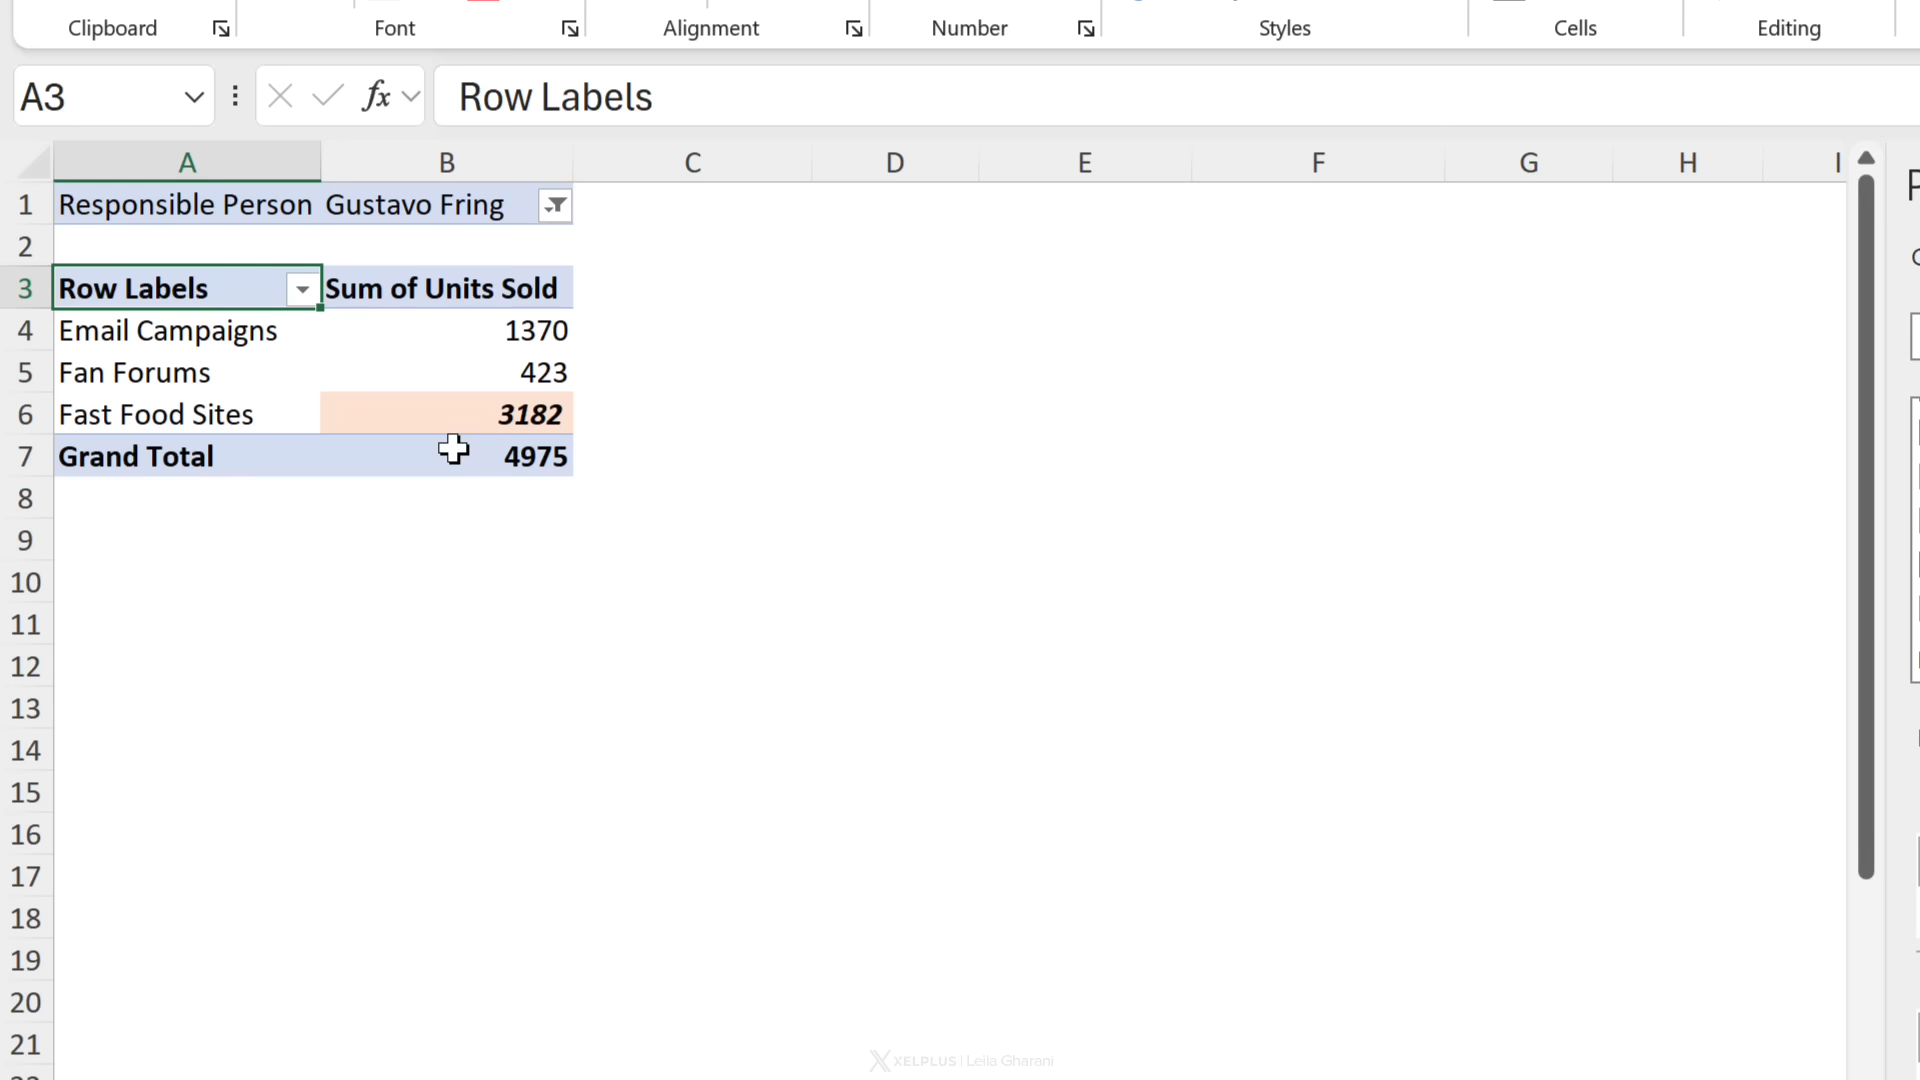 Clipboard Font Alignment Number Styles Cells Editing
A3 fx Row Labels
A B C D E F G H I
1 Responsible Person Gustavo Fring
2
3 Row Labels Sum of Units Sold
4 Email Campaigns 1370
5 Fan Forums 423
6 Fast Food Sites 3182
7 Grand Total 4975
8
9
10
11
12
13
14
15
16
17
18
19
20
21
XELPLUS | Leila Gharani